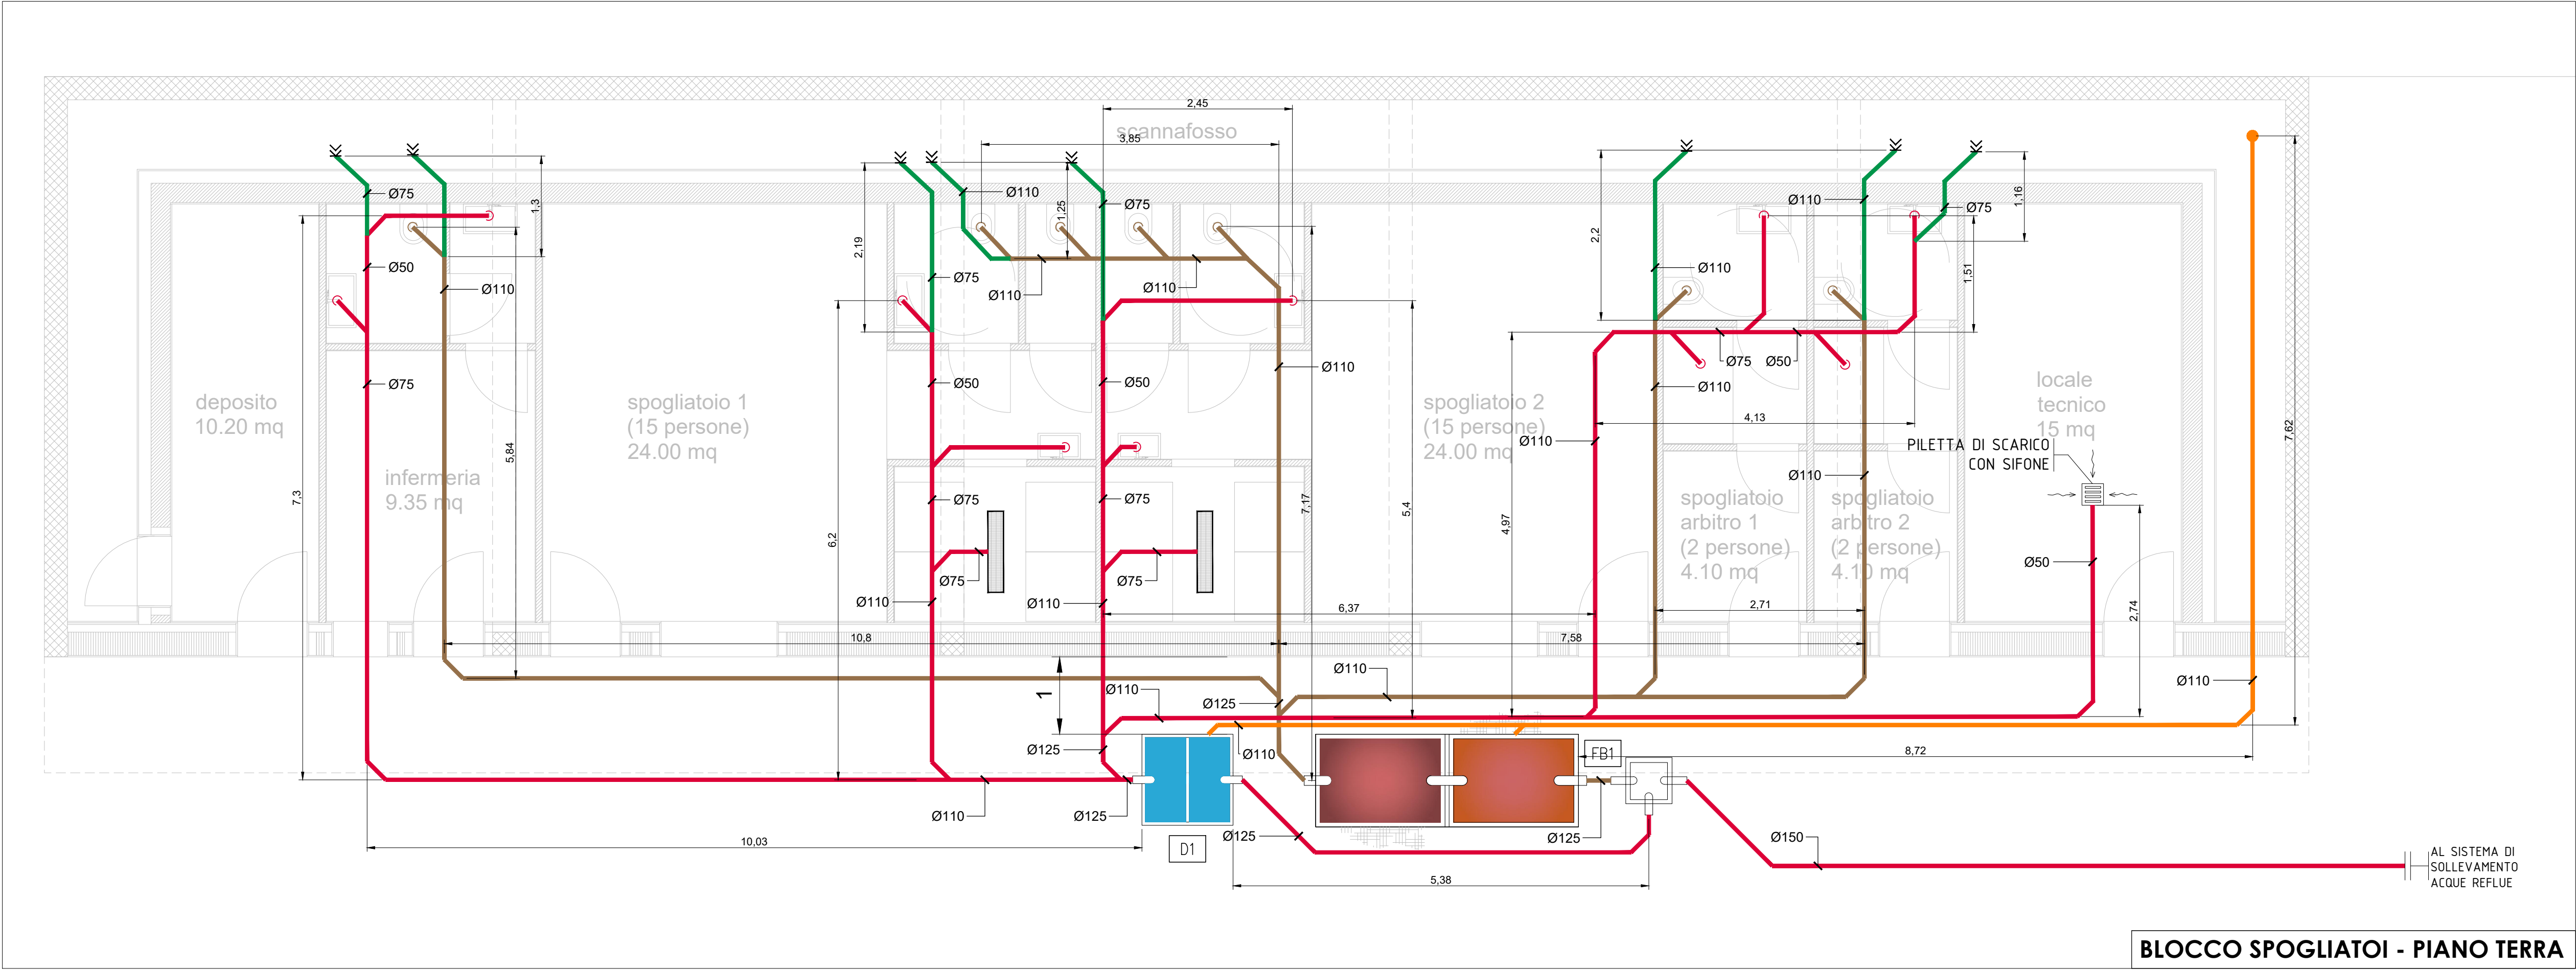 2,45
scannafosso
3,85
Ø75
1,3
Ø110
1,25
Ø75
2,19
Ø110
Ø75
1,16
2,2
Ø50
Ø110
Ø75
Ø110
Ø110
Ø110
1,51
Ø75
Ø50
Ø50
Ø110
Ø75
Ø50
Ø110
deposito
10.20 mq
spogliatoio 1
(15 persone)
24.00 mq
spogliatoio 2
(15 persone)
24.00 mq
4,13
locale
tecnico
15 mq
7,62
PILETTA DI SCARICO
CON SIFONE
Ø110
5,84
infermeria
9.35 mq
7,3
Ø75
Ø75
7,17
5,4
4,97
Ø110
spogliatoio
arbitro 1
(2 persone)
4.10 mq
spogliatoio
arbitro 2
(2 persone)
4.10 mq
6,2
Ø75
Ø75
Ø50
Ø110
Ø110
6,37
2,71
2,74
10,8
7,58
1
Ø110
Ø110
Ø125
Ø110
Ø125
Ø110
FB1
8,72
Ø110
Ø125
Ø125
Ø125
Ø150
10,03
D1
5,38
AL SISTEMA DI
SOLLEVAMENTO
ACQUE REFLUE
BLOCCO SPOGLIATOI - PIANO TERRA